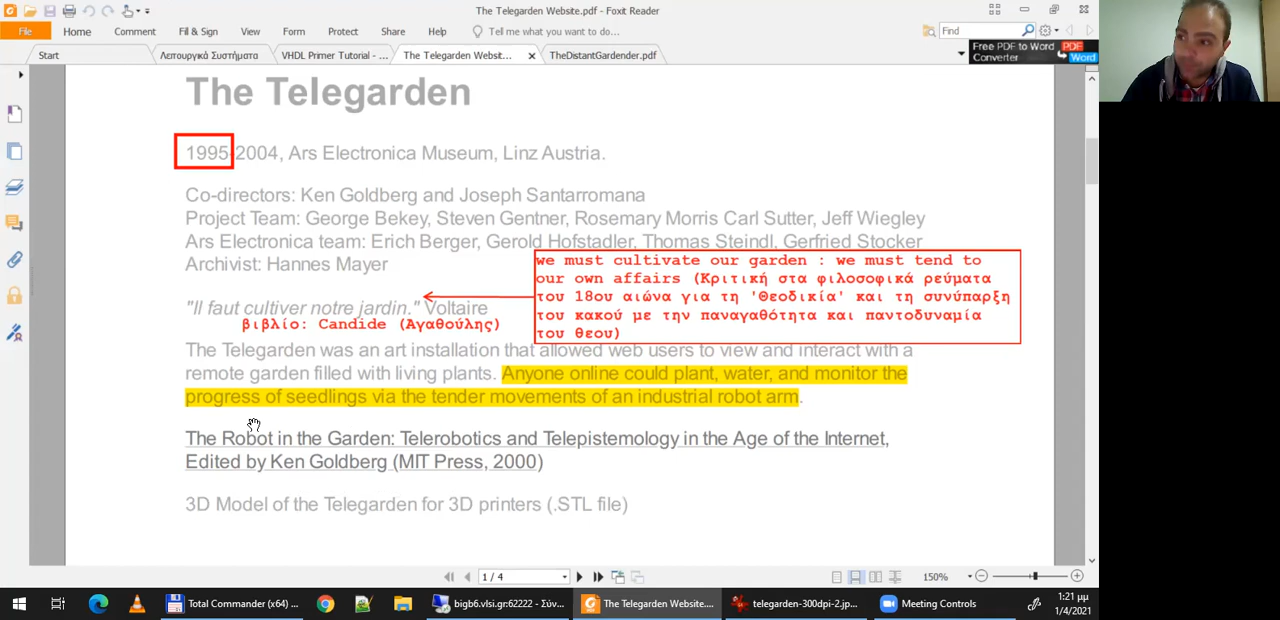 The Telegarden Website.pdf - Foxit Reader
File
Home
Comment
Fill & Sign
View
Form
Protect
Share
Help
Tell me what you want to do...
Find
Start
Λειτουργικά Συστήματα
VHDL Primer Tutorial - ...
The Telegarden Websit...
TheDistantGardender.pdf
Free PDF to Word
Converter
PDF
Word
The Telegarden
1995-2004, Ars Electronica Museum, Linz Austria.
Co-directors: Ken Goldberg and Joseph Santarromana
Project Team: George Bekey, Steven Gentner, Rosemary Morris Carl Sutter, Jeff Wiegley
Ars Electronica team: Erich Berger, Gerold Hofstadler, Thomas Steindl, Gerfried Stocker
Archivist: Hannes Mayer
we must cultivate our garden : we must tend to
our own affairs (Κριτική στα φιλοσοφικά ρεύματα
του 18ου αιώνα για τη 'Θεοδικία' και τη συνύπαρξη
του κακού με την παναγαθότητα και παντοδυναμία
του θεου)
"Il faut cultiver notre jardin." Voltaire
βιβλίο: Candide (Αγαθούλης)
The Telegarden was an art installation that allowed web users to view and interact with a
remote garden filled with living plants. Anyone online could plant, water, and monitor the
progress of seedlings via the tender movements of an industrial robot arm.
The Robot in the Garden: Telerobotics and Telepistemology in the Age of the Internet,
Edited by Ken Goldberg (MIT Press, 2000)
3D Model of the Telegarden for 3D printers (.STL file)
1 / 4
150%
Total Commander (x64) ...
bigb6.vlsi.gr:62222 - Σύν...
The Telegarden Website....
telegarden-300dpi-2.jp...
Meeting Controls
1:21 μμ
1/4/2021